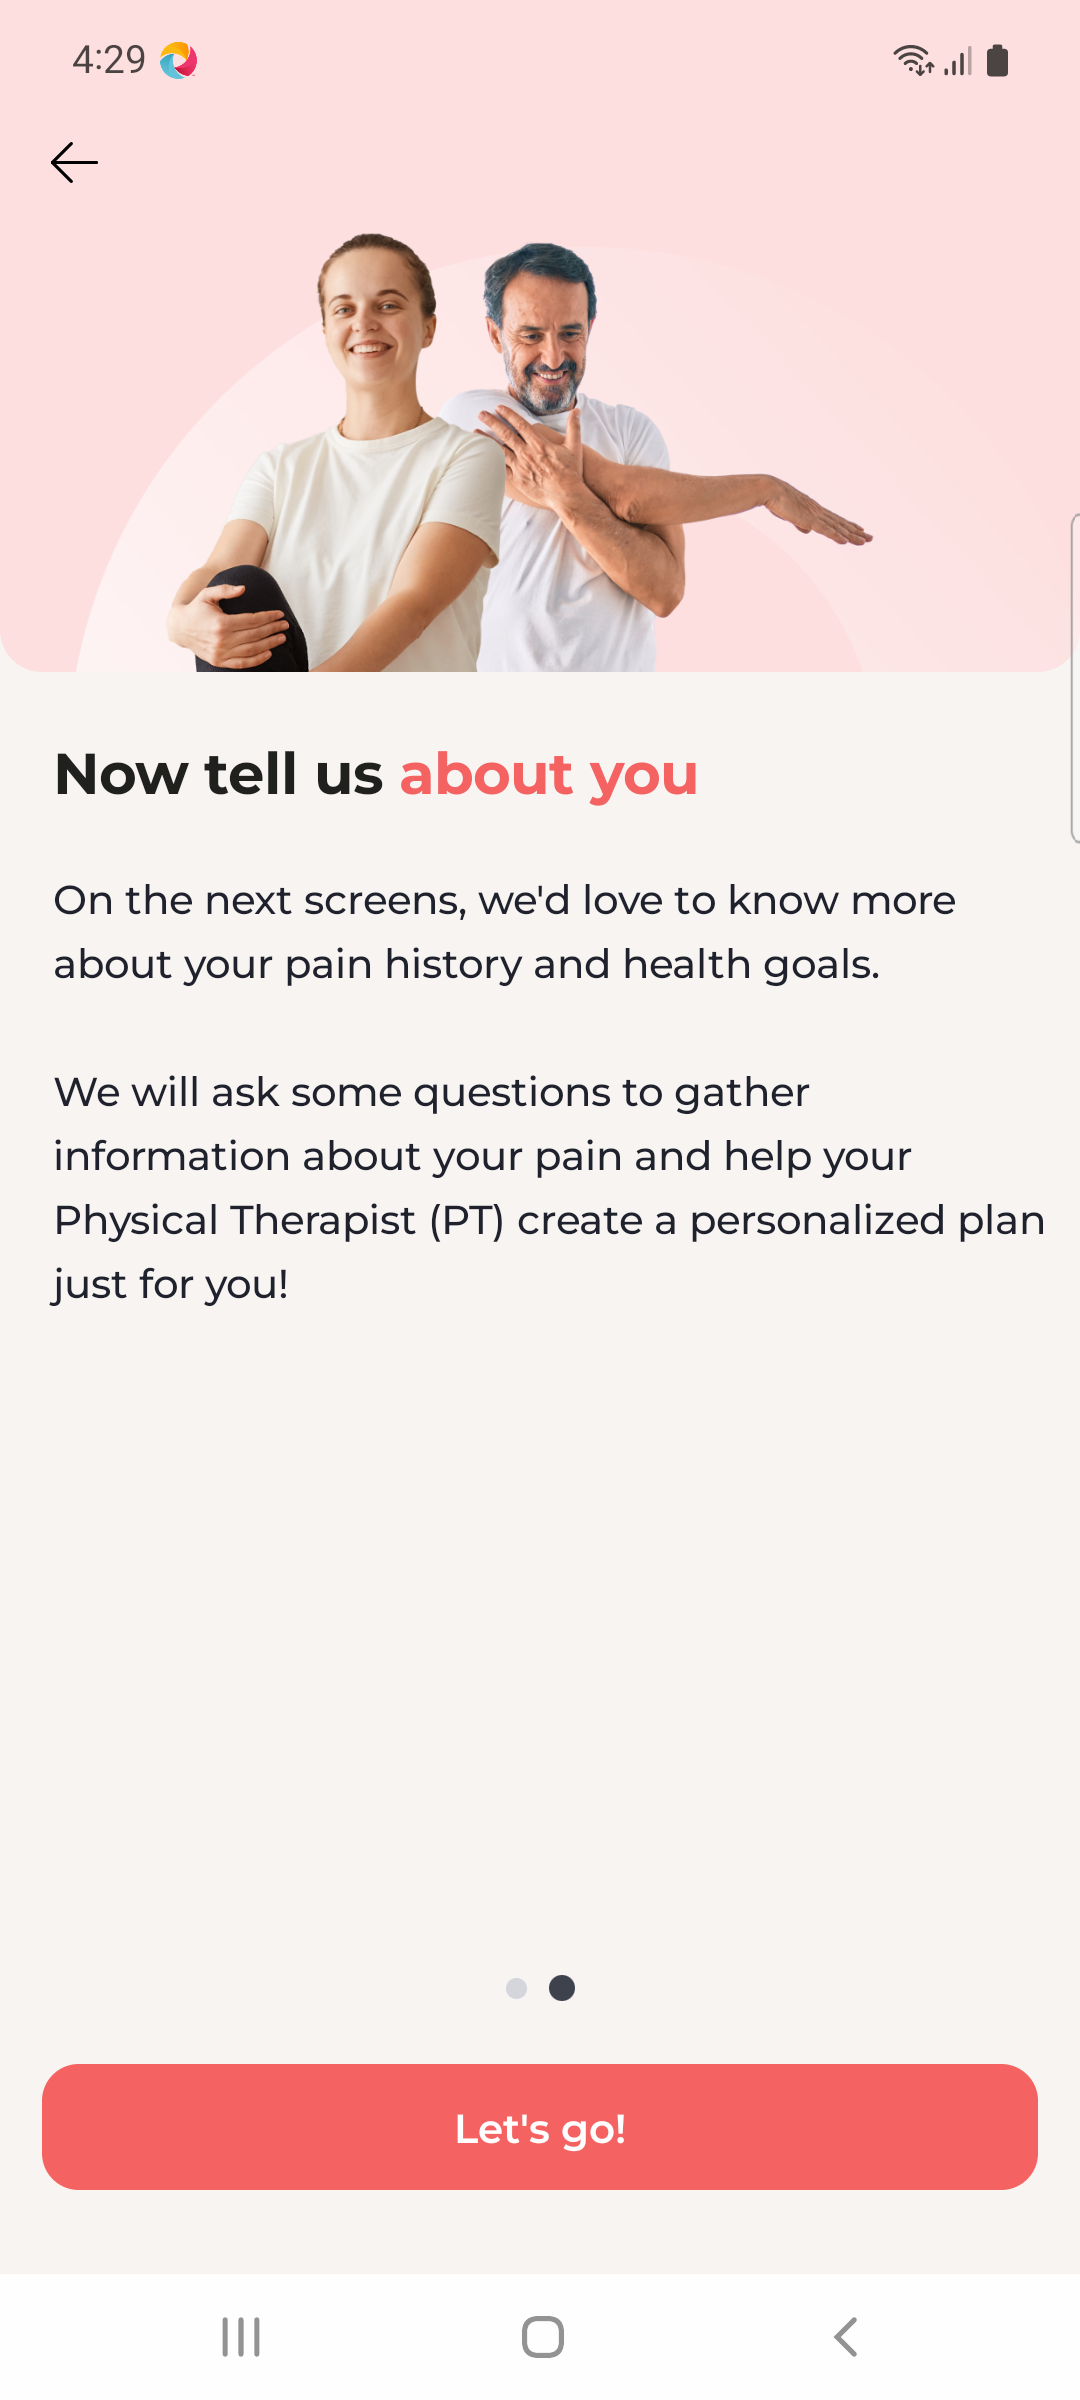 4:29
Now tell us about you
On the next screens, we'd love to know more
about your pain history and health goals.
We will ask some questions to gather
information about your pain and help your
Physical Therapist (PT) create a personalized plan
just for you!
Let's go!